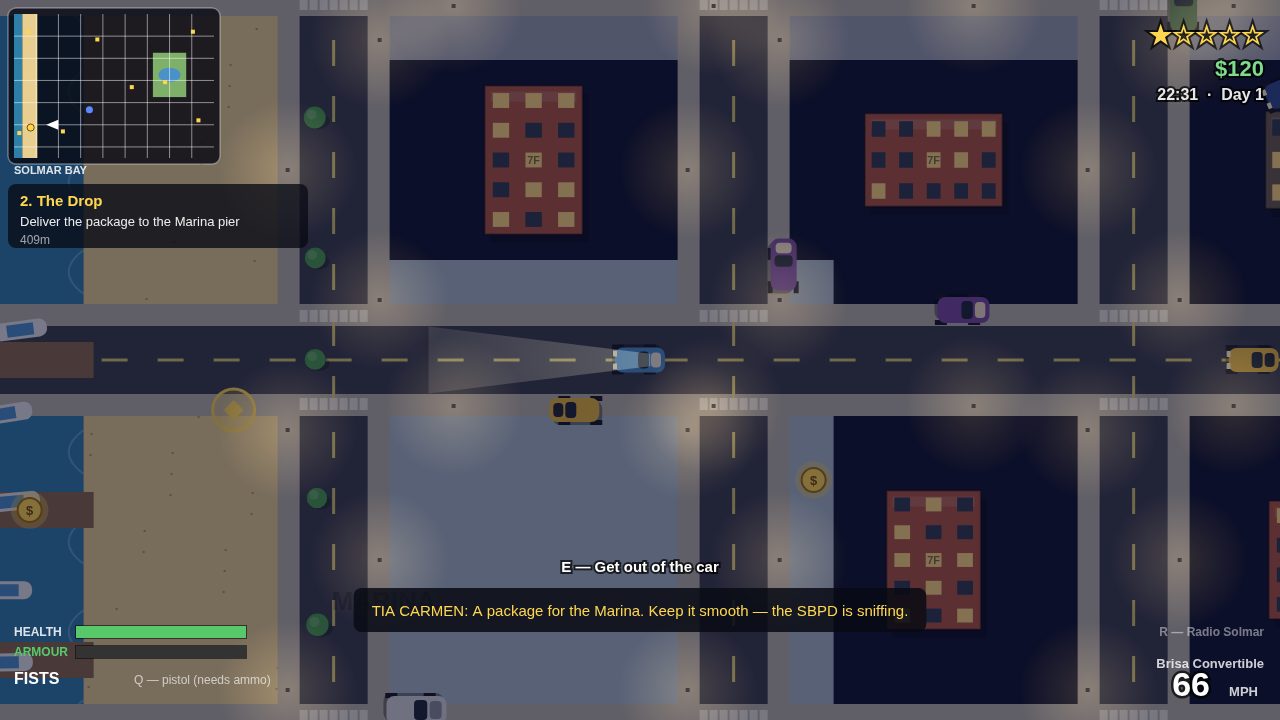 $120
22:31 · Day 1
SOLMAR BAY
2. The Drop
Deliver the package to the Marina pier
409m
7F
7F
$
$
E — Get out of the car
7F
MARINA
TIA CARMEN: A package for the Marina. Keep it smooth — the SBPD is sniffing.
HEALTH
ARMOUR
FISTS
Q — pistol (needs ammo)
R — Radio Solmar
Brisa Convertible
66 MPH